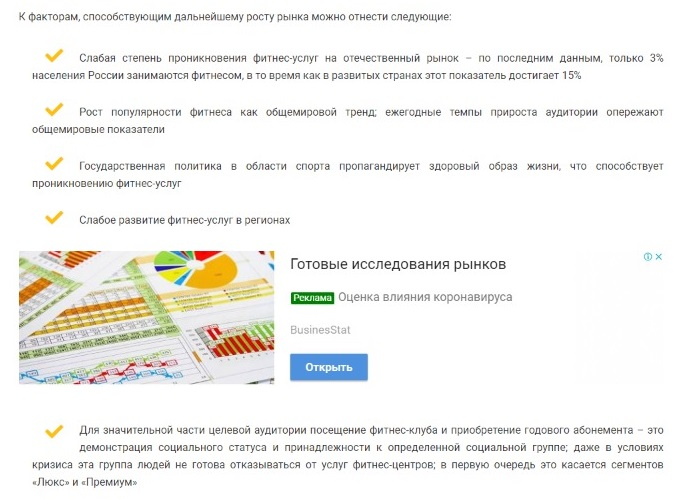 К факторам, способствующим дальнейшему росту рынка можно отнести следующие:
Слабая степень проникновения фитнес-услуг на отечественный рынок – по последним данным, только 3%
населения России занимаются фитнесом, в то время как в развитых странах этот показатель достигает 15%
Рост популярности фитнеса как общемировой тренд; ежегодные темпы прироста аудитории опережают
общемировые показатели
Государственная политика в области спорта пропагандирует здоровый образ жизни, что способствует
проникновению фитнес-услуг
Слабое развитие фитнес-услуг в регионах
Готовые исследования рынков
Реклама Оценка влияния коронавируса
BusinesStat
Открыть
Для значительной части целевой аудитории посещение фитнес-клуба и приобретение годового абонемента – это
демонстрация социального статуса и принадлежности к определенной социальной группе; даже в условиях
кризиса эта группа людей не готова отказываться от услуг фитнес-центров; в первую очередь это касается сегментов
«Люкс» и «Премиум»